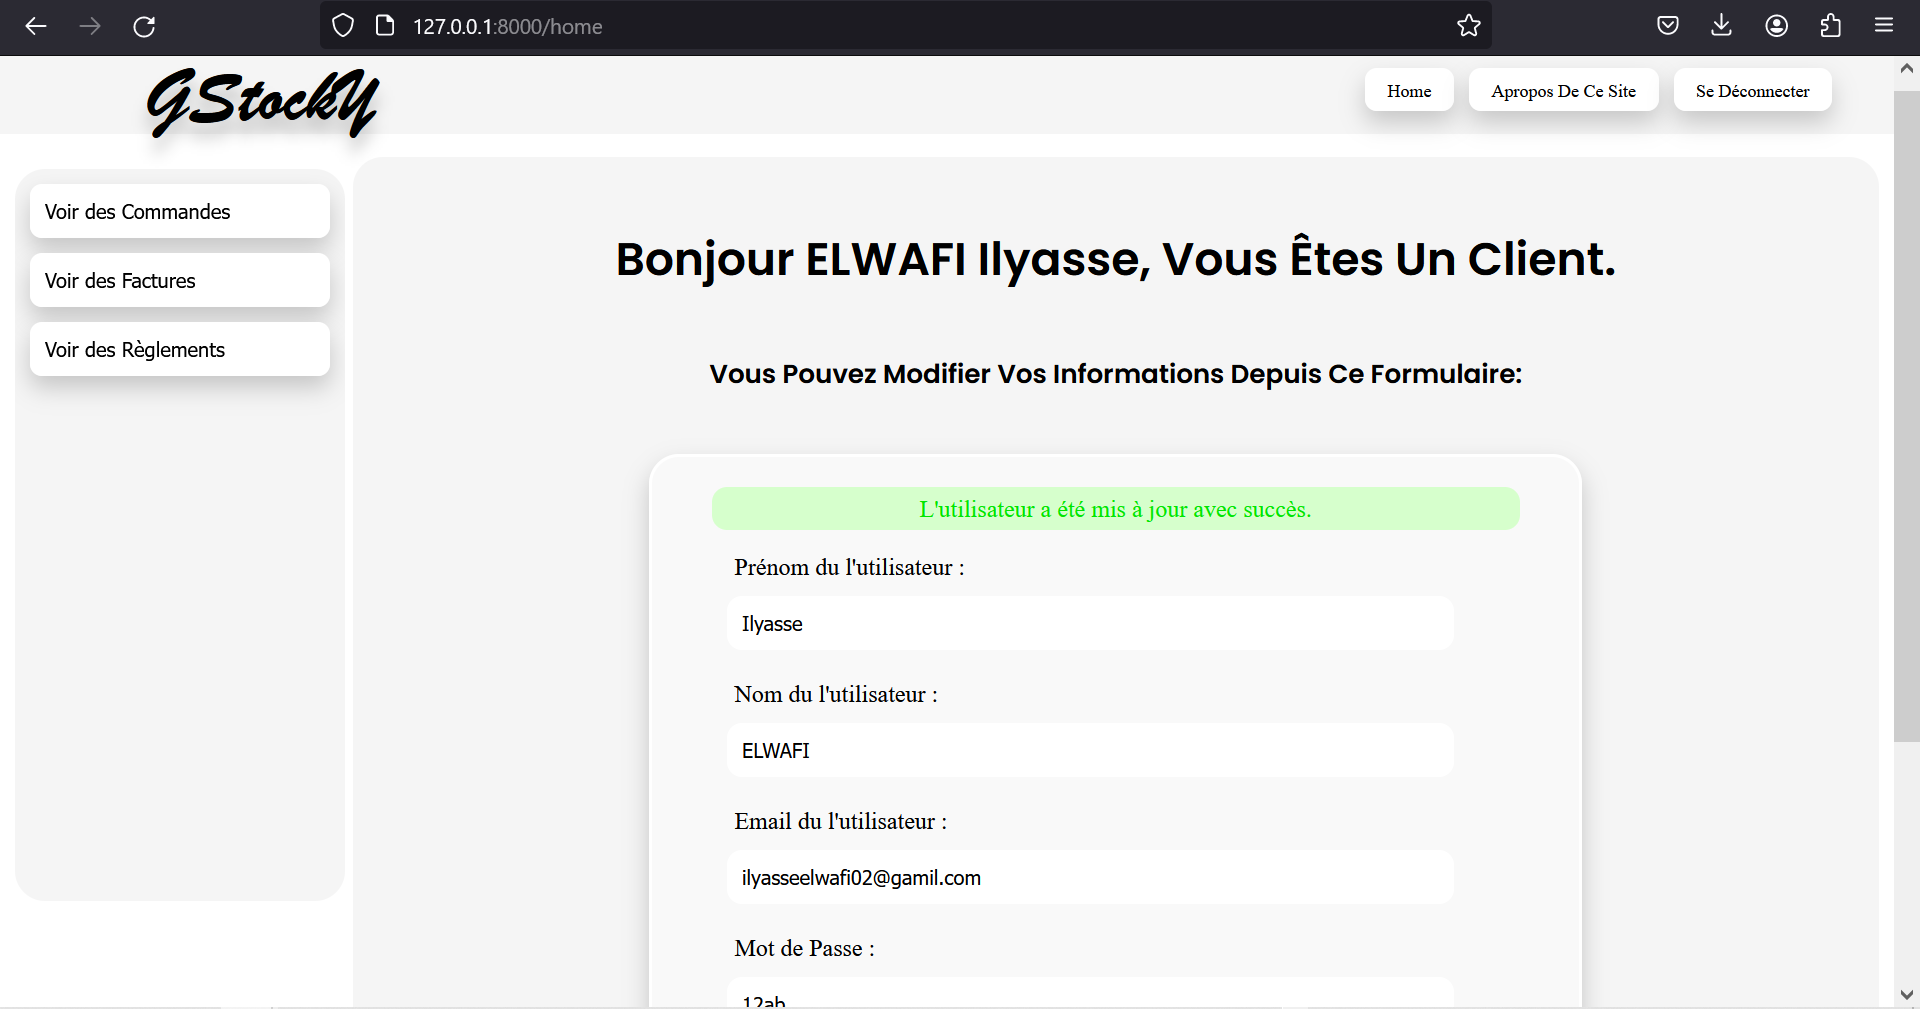 127.0.0.1:8000/home
GStockY
Home
Apropos De Ce Site
Se Déconnecter
Voir des Commandes
Voir des Factures
Voir des Règlements
Bonjour ELWAFI Ilyasse, Vous Êtes Un Client.
Vous Pouvez Modifier Vos Informations Depuis Ce Formulaire:
L'utilisateur a été mis à jour avec succès.
Prénom du l'utilisateur :
Ilyasse
Nom du l'utilisateur :
ELWAFI
Email du l'utilisateur :
ilyasseelwafi02@gamil.com
Mot de Passe :
12ab